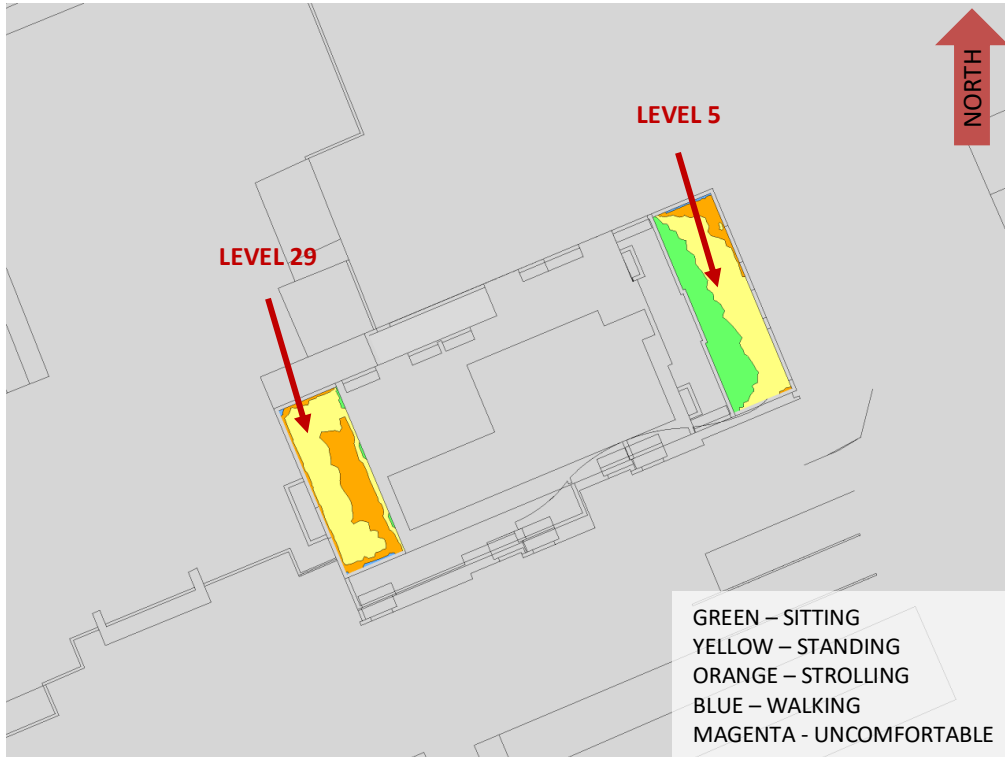 NORTH
LEVEL 5
LEVEL 29
GREEN – SITTING
YELLOW – STANDING
ORANGE – STROLLING
BLUE – WALKING
MAGENTA - UNCOMFORTABLE